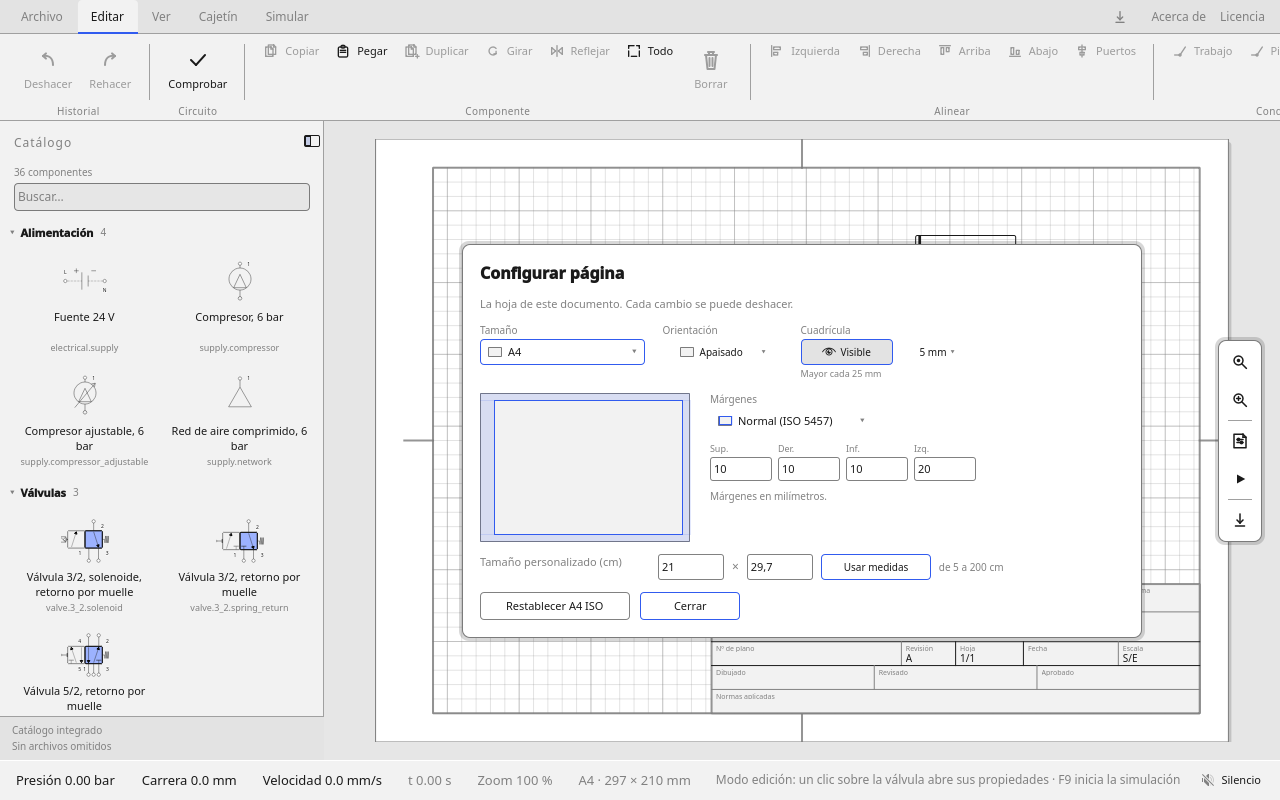 Archivo Editar Ver Cajetín Simular Acerca de Licencia
Deshacer Rehacer Comprobar Copiar Pegar Duplicar Girar Reflejar Todo Borrar Izquierda Derecha Arriba Abajo Puertos Trabajo
Historial Circuito Componente Alinear
Catálogo
36 componentes
Buscar...
Alimentación 4
Fuente 24 V
electrical.supply
Compresor, 6 bar
supply.compressor
Compresor ajustable, 6
bar
supply.compressor_adjustable
Red de aire comprimido, 6
bar
supply.network
Válvulas 3
Válvula 3/2, solenoide,
retorno por muelle
valve.3_2.solenoid
Válvula 3/2, retorno por
muelle
valve.3_2.spring_return
Válvula 5/2, retorno por
muelle
Catálogo integrado
Sin archivos omitidos
Configurar página
La hoja de este documento. Cada cambio se puede deshacer.
Tamaño Orientación Cuadrícula
A4 Apaisado Visible 5 mm
Mayor cada 25 mm
Márgenes
Normal (ISO 5457)
Sup. Der. Inf. Izq.
10 10 10 20
Márgenes en milímetros.
Tamaño personalizado (cm) 21 × 29,7 Usar medidas de 5 a 200 cm
Restablecer A4 ISO Cerrar
Nº de plano Revisión Hoja Fecha Escala
A 1/1 S/E
Dibujado Revisado Aprobado
Normas aplicadas
Presión 0.00 bar Carrera 0.0 mm Velocidad 0.0 mm/s t 0.00 s Zoom 100 % A4 · 297 × 210 mm Modo edición: un clic sobre la válvula abre sus propiedades · F9 inicia la simulación Silencio